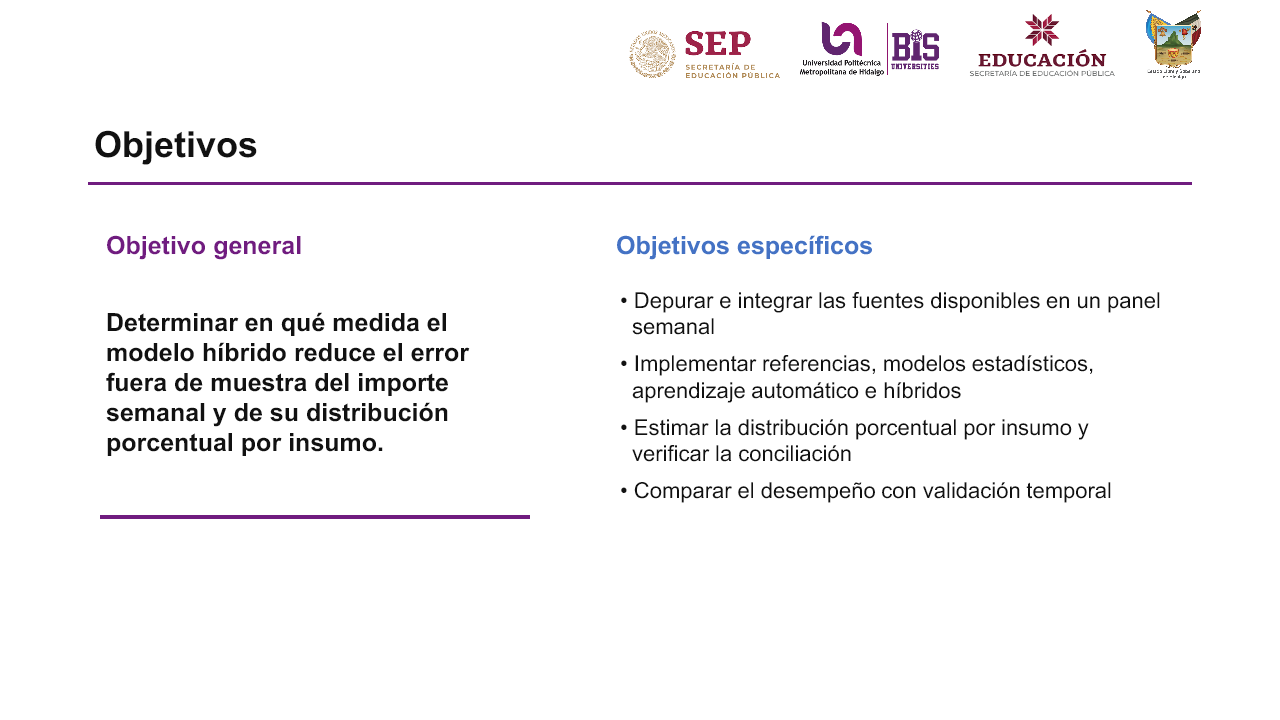 SEP
SECRETARÍA DE
EDUCACIÓN PÚBLICA
Universidad Politécnica
Metropolitana de Hidalgo
BIS
UNIVERSITIES
EDUCACIÓN
SECRETARÍA DE EDUCACIÓN PÚBLICA
Objetivos
Objetivo general
Determinar en qué medida el
modelo híbrido reduce el error
fuera de muestra del importe
semanal y de su distribución
porcentual por insumo.
Objetivos específicos
• Depurar e integrar las fuentes disponibles en un panel
semanal
• Implementar referencias, modelos estadísticos,
aprendizaje automático e híbridos
• Estimar la distribución porcentual por insumo y
verificar la conciliación
• Comparar el desempeño con validación temporal